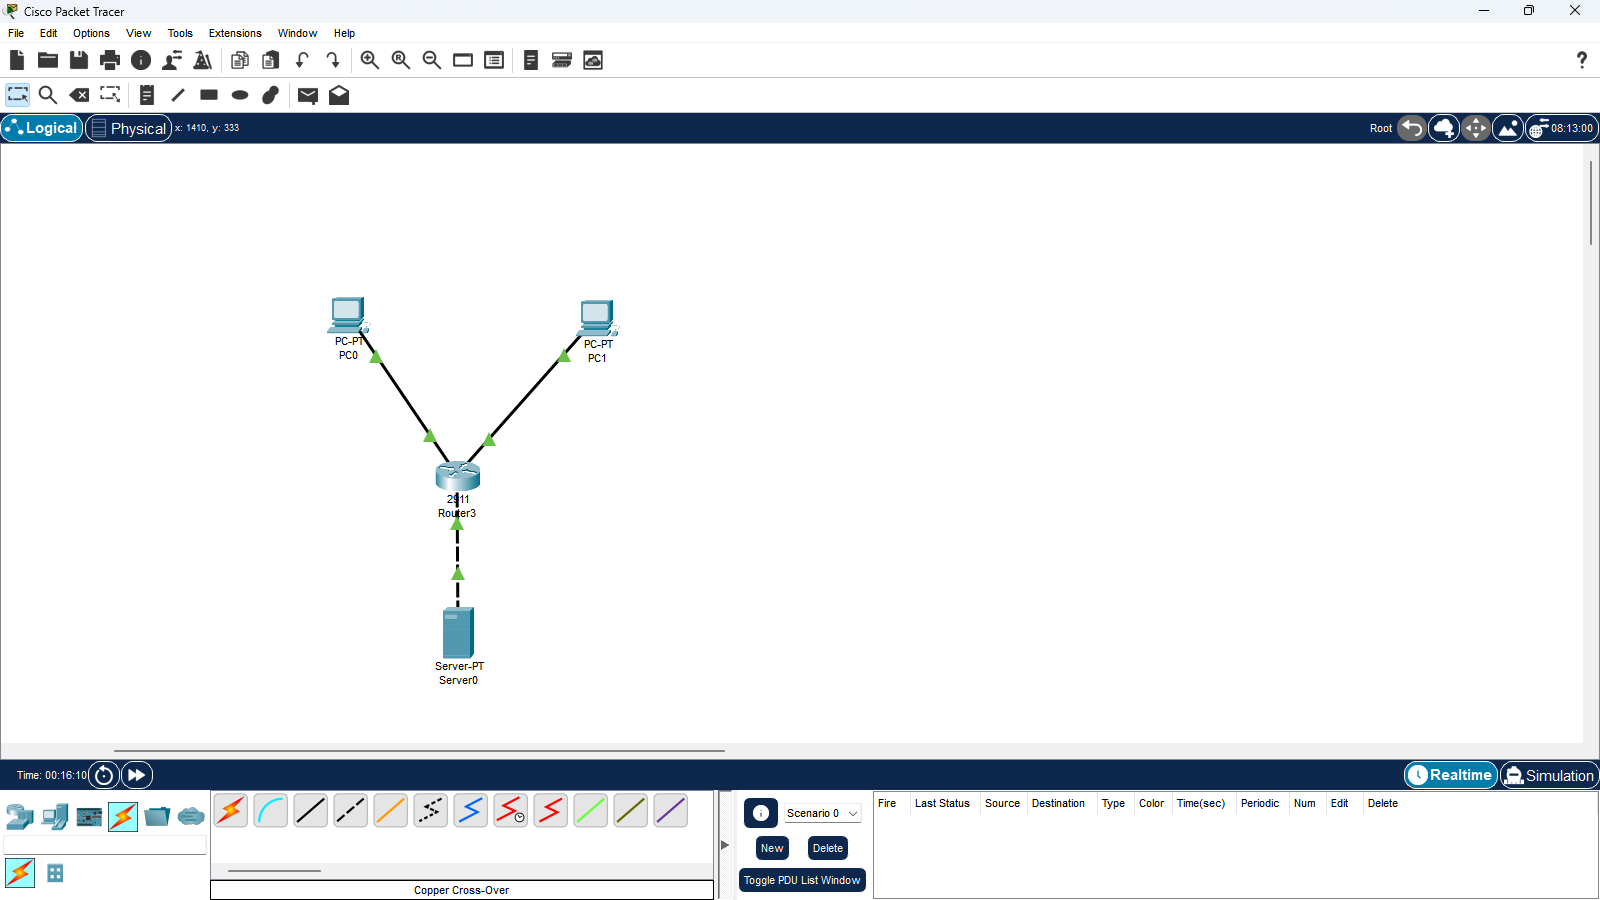 Cisco Packet Tracer
File Edit Options View Tools Extensions Window Help
Logical Physical x: 1410, y: 333 Root 08:13:00
PC-PT
PC0
PC-PT
PC1
2911
Router3
Server-PT
Server0
Time: 00:16:10 Realtime Simulation
Scenario 0
New Delete
Toggle PDU List Window
Fire Last Status Source Destination Type Color Time(sec) Periodic Num Edit Delete
Copper Cross-Over